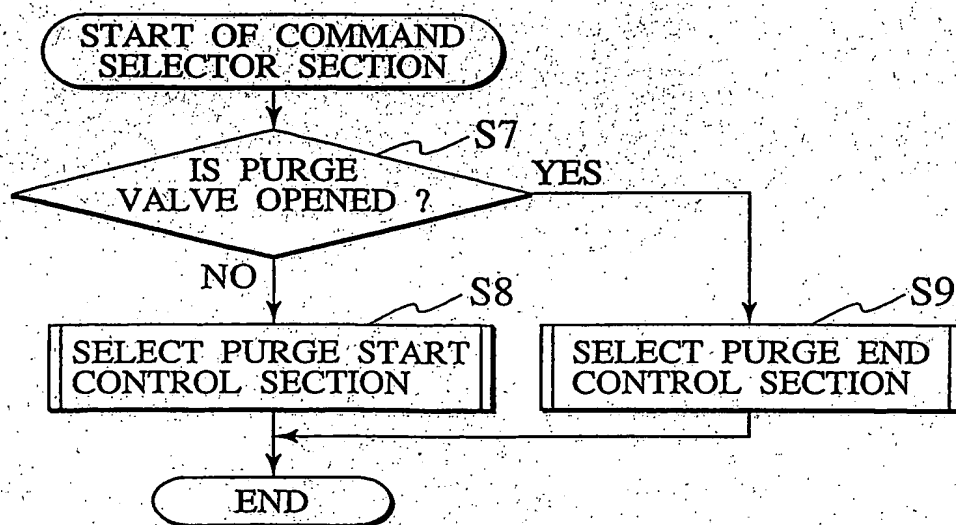 START OF COMMAND
SELECTOR SECTION
S7
IS PURGE
VALVE OPENED ?
YES
NO
S8
SELECT PURGE START
CONTROL SECTION
S9
SELECT PURGE END
CONTROL SECTION
END